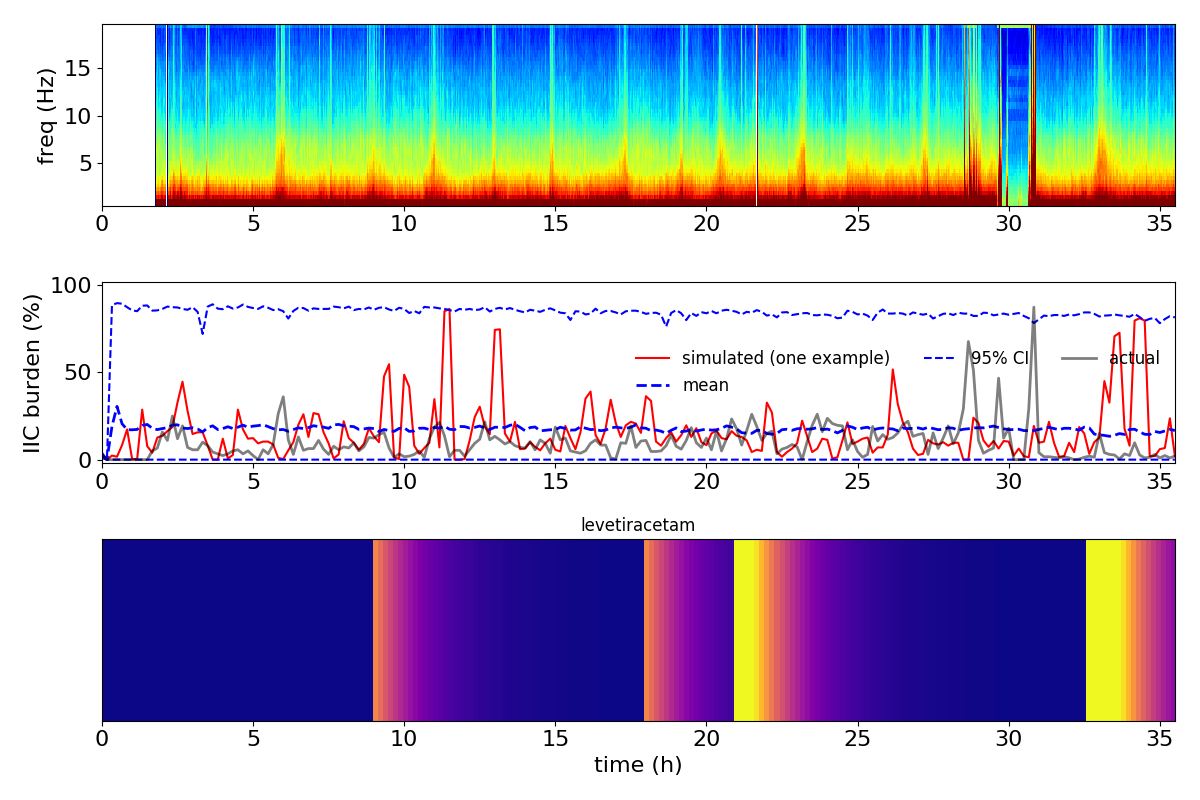 freq (Hz)
15
10
5
0 5 10 15 20 25 30 35
IIC burden (%)
100
50
0
simulated (one example) 95% CI actual
mean
0 5 10 15 20 25 30 35
levetiracetam
0 5 10 15 20 25 30 35
time (h)